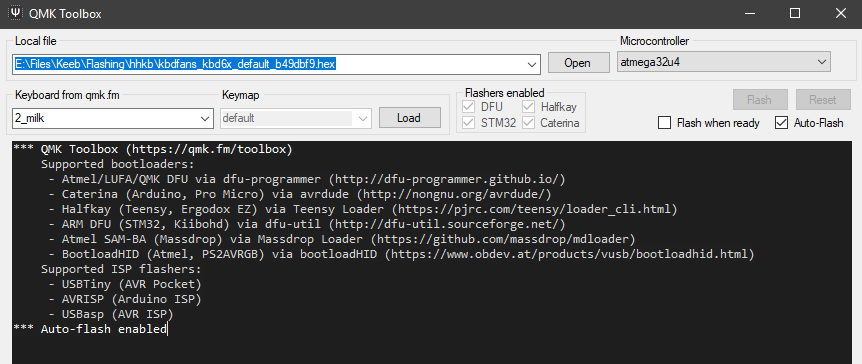 QMK Toolbox
Local file
Microcontroller
E:\Files\Keeb\Flashing\hhkb\kbdfans_kbd6x_default_b49dbf9.hex
Open
atmega32u4
Keyboard from qmk.fm
Keymap
Flashers enabled
2_milk
default
Load
DFU
Halfkay
STM32
Caterina
Flash
Reset
Flash when ready
Auto-Flash
*** QMK Toolbox (https://qmk.fm/toolbox)
Supported bootloaders:
- Atmel/LUFA/QMK DFU via dfu-programmer (http://dfu-programmer.github.io/)
- Caterina (Arduino, Pro Micro) via avrdude (http://nongnu.org/avrdude/)
- Halfkay (Teensy, Ergodox EZ) via Teensy Loader (https://pjrc.com/teensy/loader_cli.html)
- ARM DFU (STM32, Kiibohd) via dfu-util (http://dfu-util.sourceforge.net/)
- Atmel SAM-BA (Massdrop) via Massdrop Loader (https://github.com/massdrop/mdloader)
- BootloadHID (Atmel, PS2AVRGB) via bootloadHID (https://www.obdev.at/products/vusb/bootloadhid.html)
Supported ISP flashers:
- USBTiny (AVR Pocket)
- AVRISP (Arduino ISP)
- USBasp (AVR ISP)
*** Auto-flash enabled